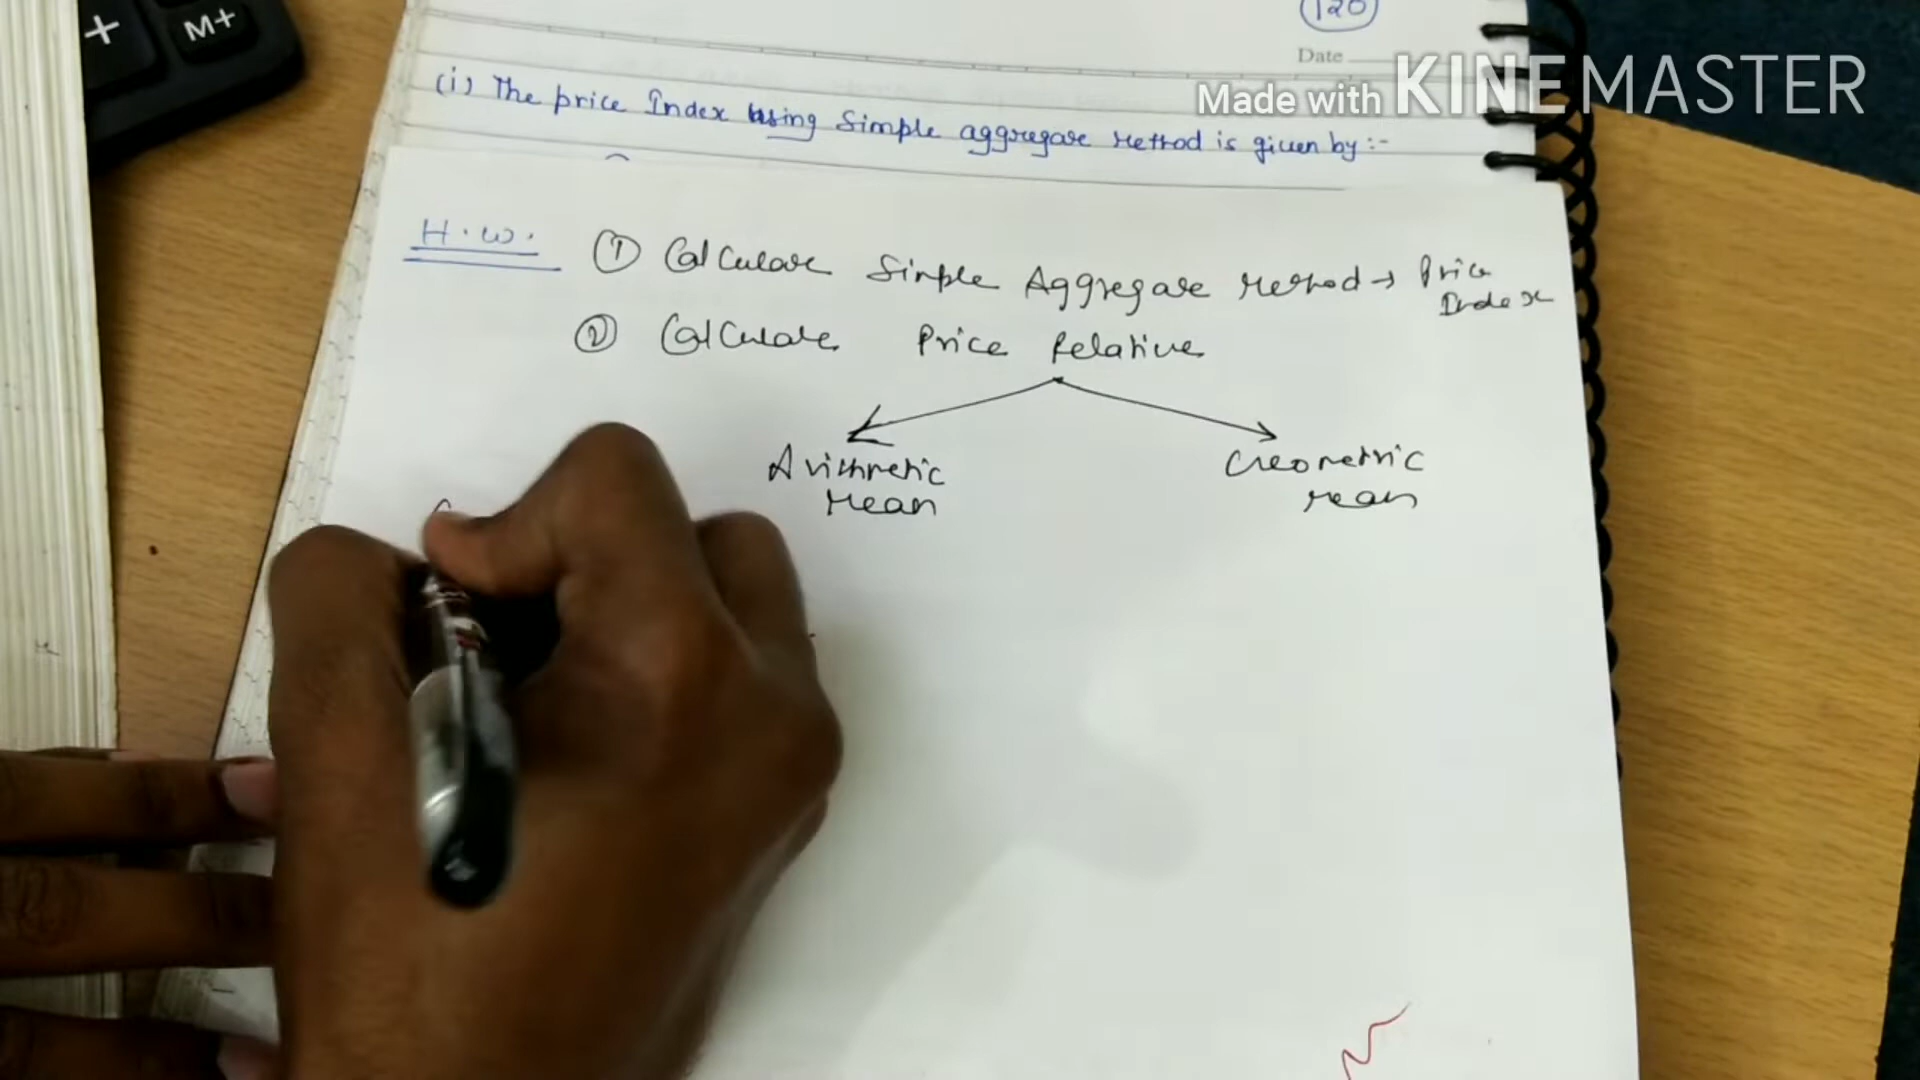 +
M+
120
Date
Made with KINEMASTER
(i) The price Index using Simple aggregate Method is given by :-
H.W.
① Calculate Simple Aggregate Method → Price Index
② Calculate Price Relative
Arithmetic Mean
Geometric Mean